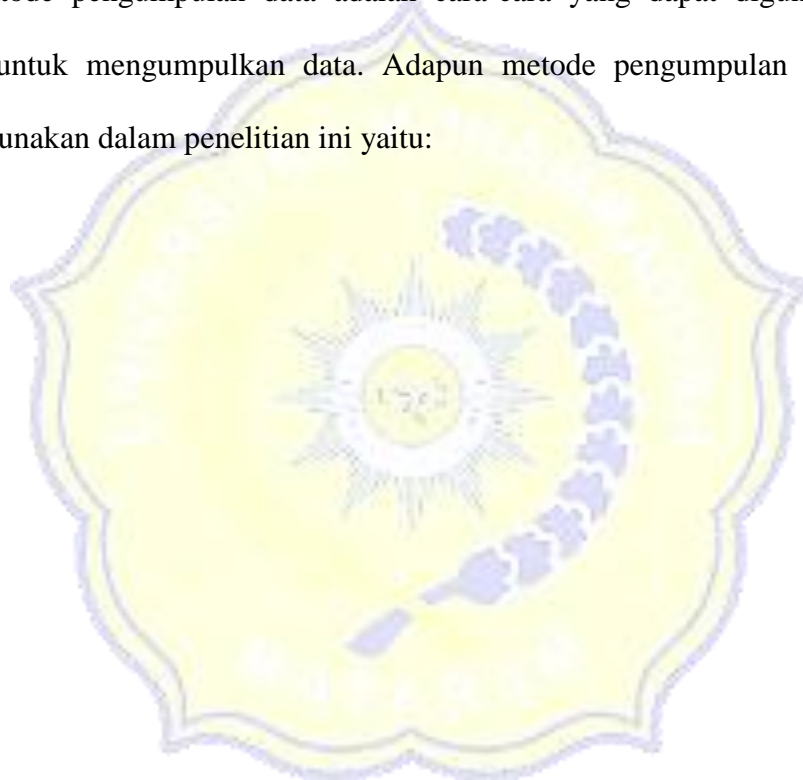 tode pengumpulan data adalah cara-cara yang dapat digun
untuk mengumpulkan data. Adapun metode pengumpulan
unakan dalam penelitian ini yaitu:
MATARAM